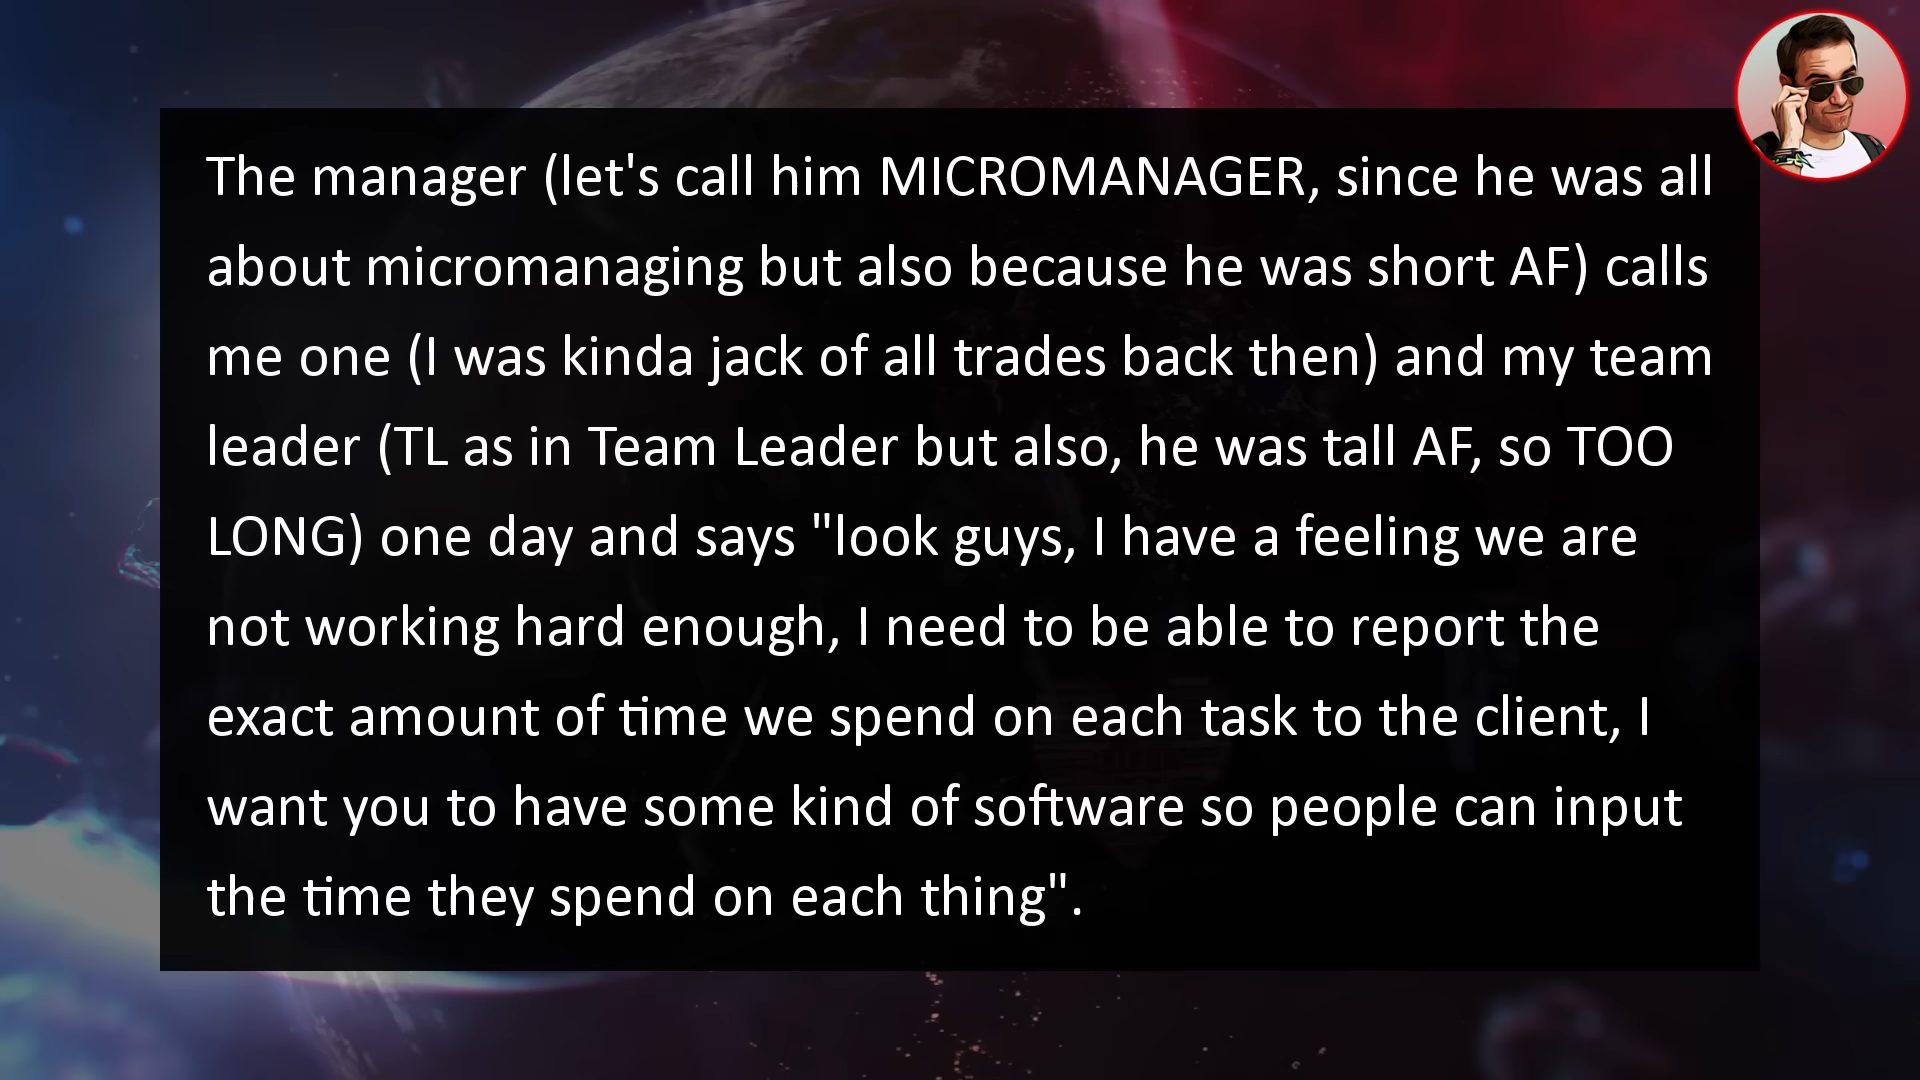 The manager (let's call him MICROMANAGER, since he was all
about micromanaging but also because he was short AF) calls
me one (I was kinda jack of all trades back then) and my team
leader (TL as in Team Leader but also, he was tall AF, so TOO
LONG) one day and says "look guys, I have a feeling we are
not working hard enough, I need to be able to report the
exact amount of time we spend on each task to the client, I
want you to have some kind of software so people can input
the time they spend on each thing".